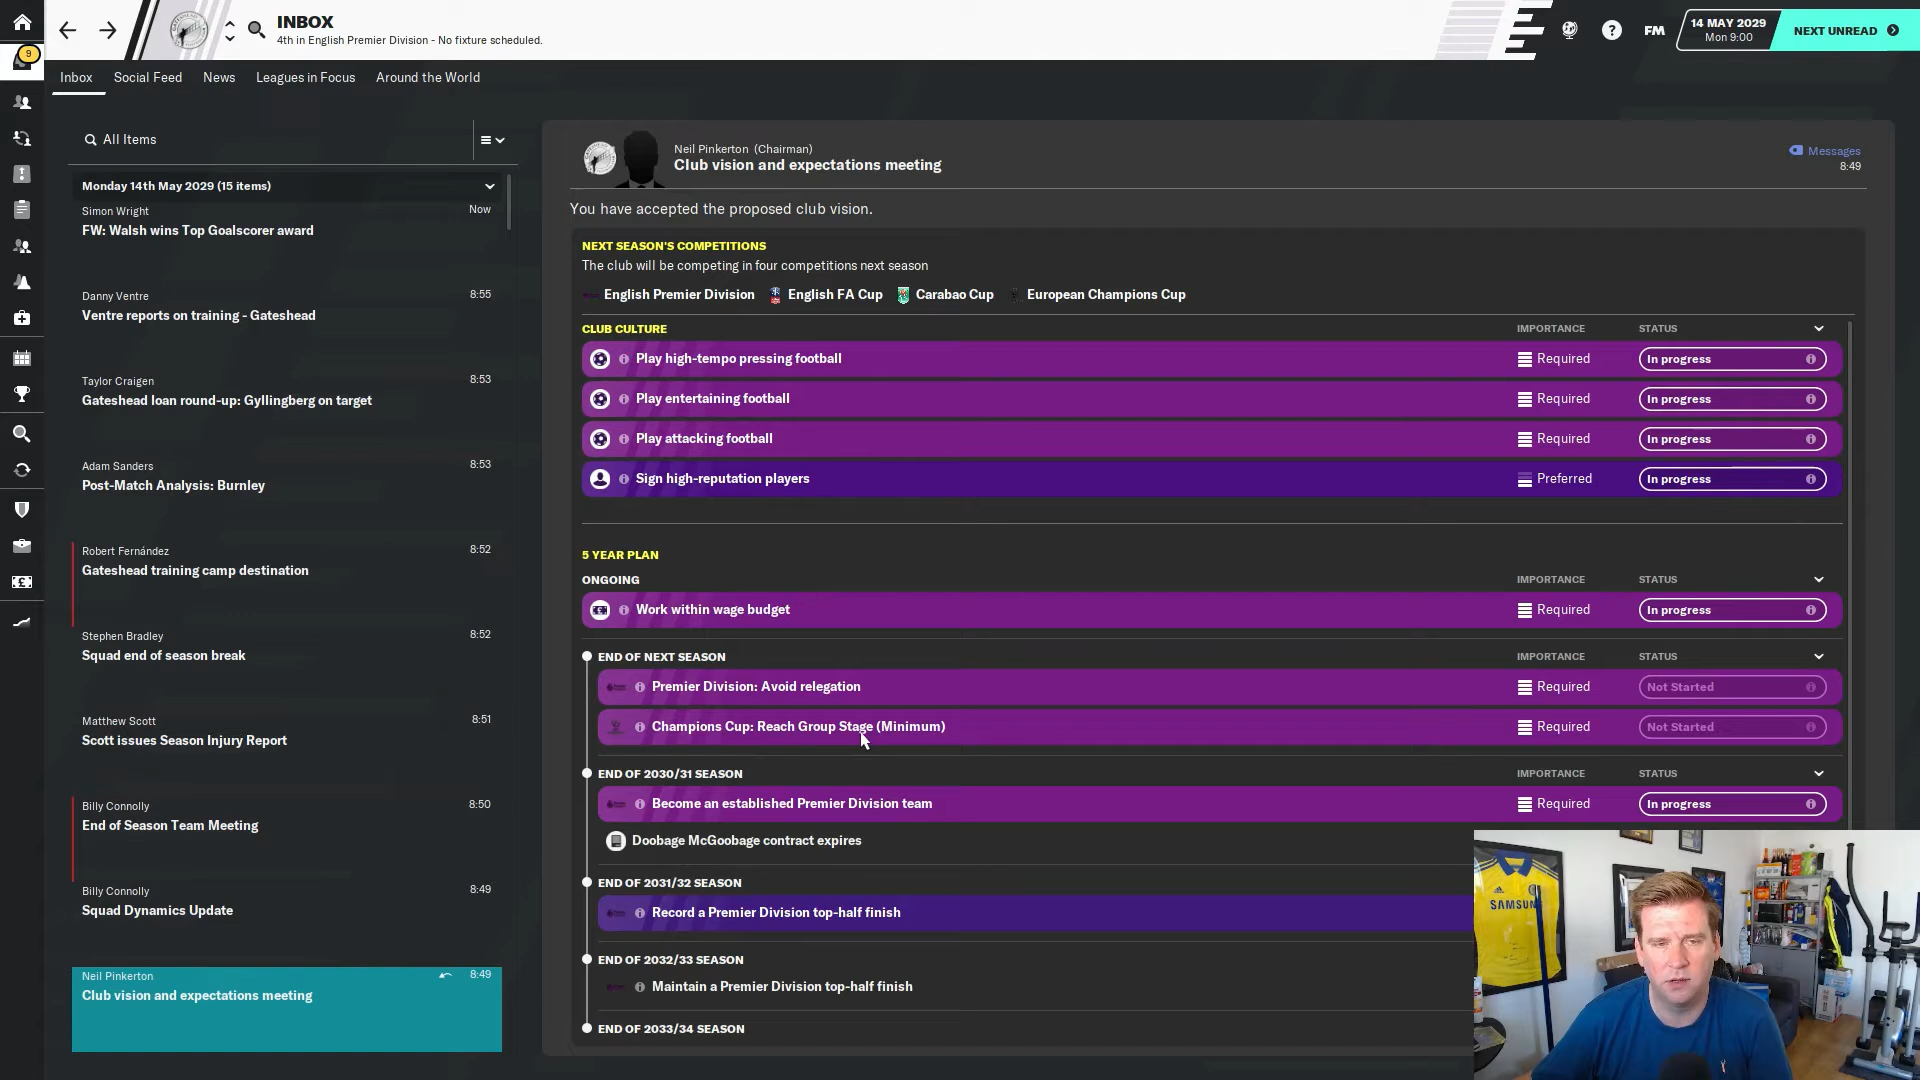 INBOX
4th in English Premier Division - No fixture scheduled.
FM
14 MAY 2029
Mon 9:00
NEXT UNREAD
9
Inbox
Social Feed
News
Leagues in Focus
Around the World
All Items
Monday 14th May 2029 (15 items)
Simon Wright
Now
FW: Walsh wins Top Goalscorer award
Danny Ventre
8:55
Ventre reports on training - Gateshead
Taylor Craigen
8:53
Gateshead loan round-up: Gyllingberg on target
Adam Sanders
8:53
Post-Match Analysis: Burnley
Robert Fernández
8:52
Gateshead training camp destination
Stephen Bradley
8:52
Squad end of season break
Matthew Scott
8:51
Scott issues Season Injury Report
Billy Connolly
8:50
End of Season Team Meeting
Billy Connolly
8:49
Squad Dynamics Update
Neil Pinkerton
8:49
Club vision and expectations meeting
Neil Pinkerton (Chairman)
Club vision and expectations meeting
Messages
8:49
You have accepted the proposed club vision.
NEXT SEASON'S COMPETITIONS
The club will be competing in four competitions next season
English Premier Division
English FA Cup
Carabao Cup
European Champions Cup
CLUB CULTURE
IMPORTANCE
STATUS
Play high-tempo pressing football
Required
In progress
Play entertaining football
Required
In progress
Play attacking football
Required
In progress
Sign high-reputation players
Preferred
In progress
5 YEAR PLAN
ONGOING
IMPORTANCE
STATUS
Work within wage budget
Required
In progress
END OF NEXT SEASON
IMPORTANCE
STATUS
Premier Division: Avoid relegation
Required
Not Started
Champions Cup: Reach Group Stage (Minimum)
Required
Not Started
END OF 2030/31 SEASON
IMPORTANCE
STATUS
Become an established Premier Division team
Required
In progress
Doobage McGoobage contract expires
END OF 2031/32 SEASON
Record a Premier Division top-half finish
END OF 2032/33 SEASON
Maintain a Premier Division top-half finish
END OF 2033/34 SEASON
SAMSUNG